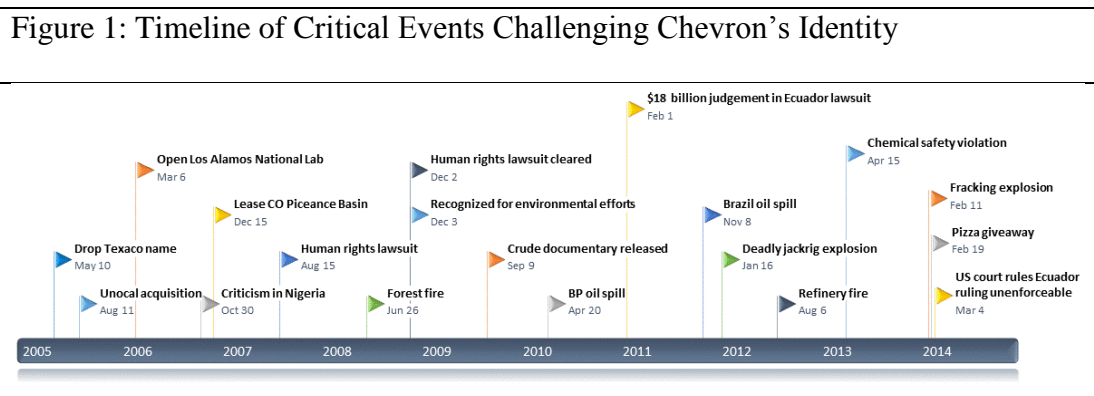 Figure 1: Timeline of Critical Events Challenging Chevron's Identity
$18 billion judgement in Ecuador lawsuit
Feb 1
Chemical safety violation
Apr 15
Open Los Alamos National Lab
Mar 6
Human rights lawsuit cleared
Dec 2
Fracking explosion
Feb 11
Lease CO Piceance Basin
Dec 15
Recognized for environmental efforts
Dec 3
Brazil oil spill
Nov 8
Pizza giveaway
Feb 19
Drop Texaco name
May 10
Human rights lawsuit
Aug 15
Crude documentary released
Sep 9
Deadly jackrig explosion
Jan 16
US court rules Ecuador
ruling unenforceable
Mar 4
Unocal acquisition
Aug 11
Criticism in Nigeria
Oct 30
Forest fire
Jun 26
BP oil spill
Apr 20
Refinery fire
Aug 6
2005 2006 2007 2008 2009 2010 2011 2012 2013 2014